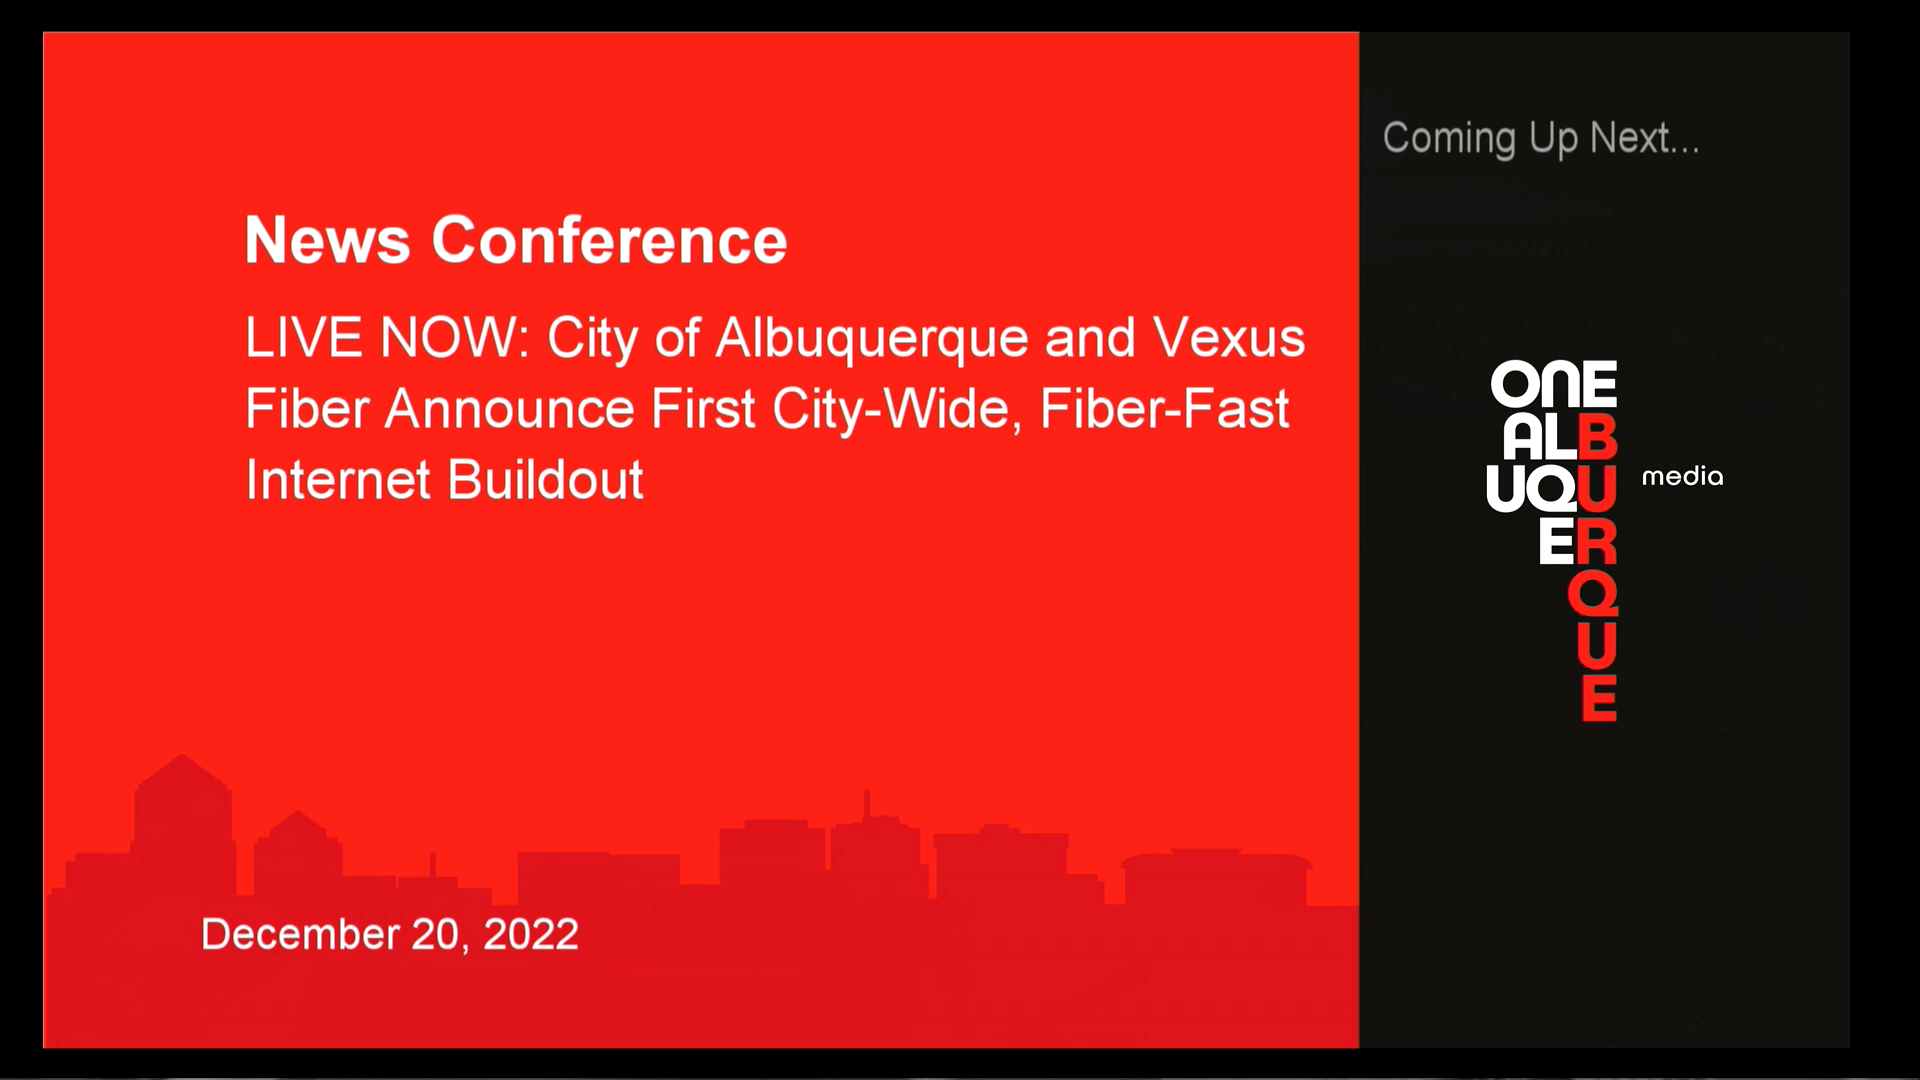 News Conference
LIVE NOW: City of Albuquerque and Vexus
Fiber Announce First City-Wide, Fiber-Fast
Internet Buildout
December 20, 2022
Coming Up Next...
ONE
ALB
UQU
ER
Q
U
E
media